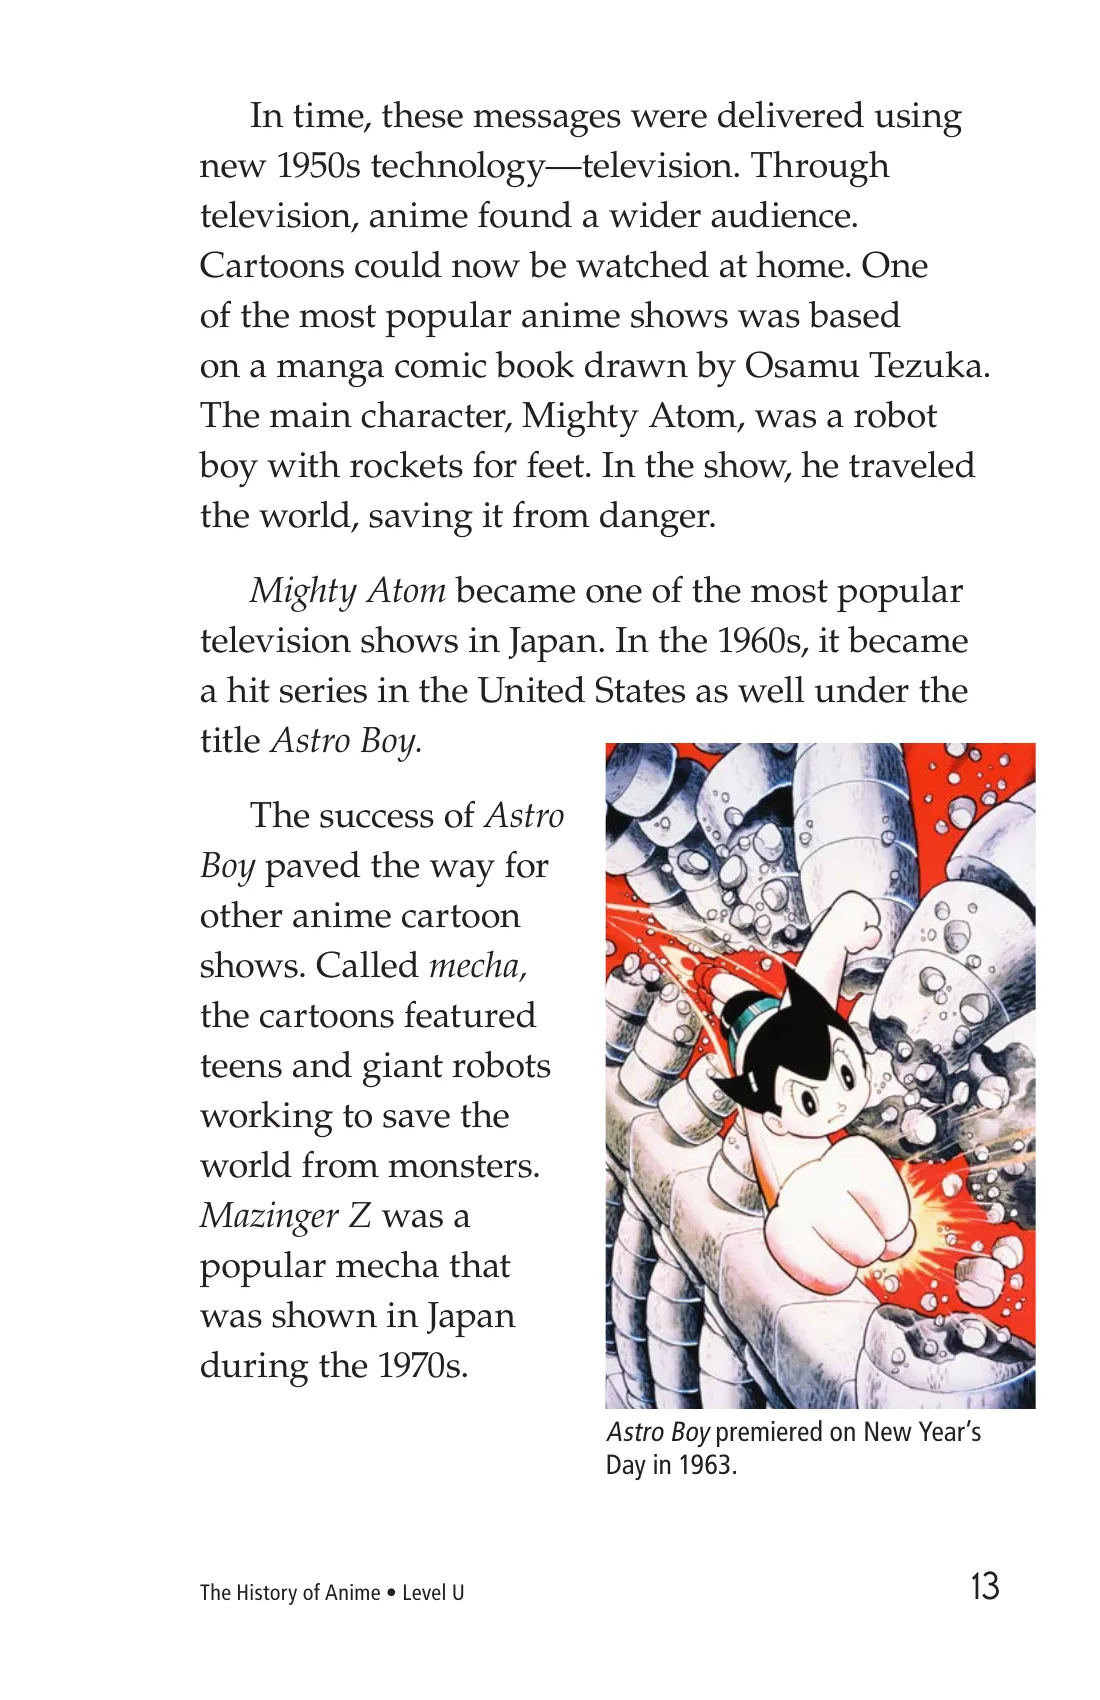 In time, these messages were delivered using
new 1950s technology—television. Through
television, anime found a wider audience.
Cartoons could now be watched at home. One
of the most popular anime shows was based
on a manga comic book drawn by Osamu Tezuka.
The main character, Mighty Atom, was a robot
boy with rockets for feet. In the show, he traveled
the world, saving it from danger.
Mighty Atom became one of the most popular
television shows in Japan. In the 1960s, it became
a hit series in the United States as well under the
title Astro Boy.
The success of Astro
Boy paved the way for
other anime cartoon
shows. Called mecha,
the cartoons featured
teens and giant robots
working to save the
world from monsters.
Mazinger Z was a
popular mecha that
was shown in Japan
during the 1970s.
Astro Boy premiered on New Year’s
Day in 1963.
The History of Anime • Level U
13